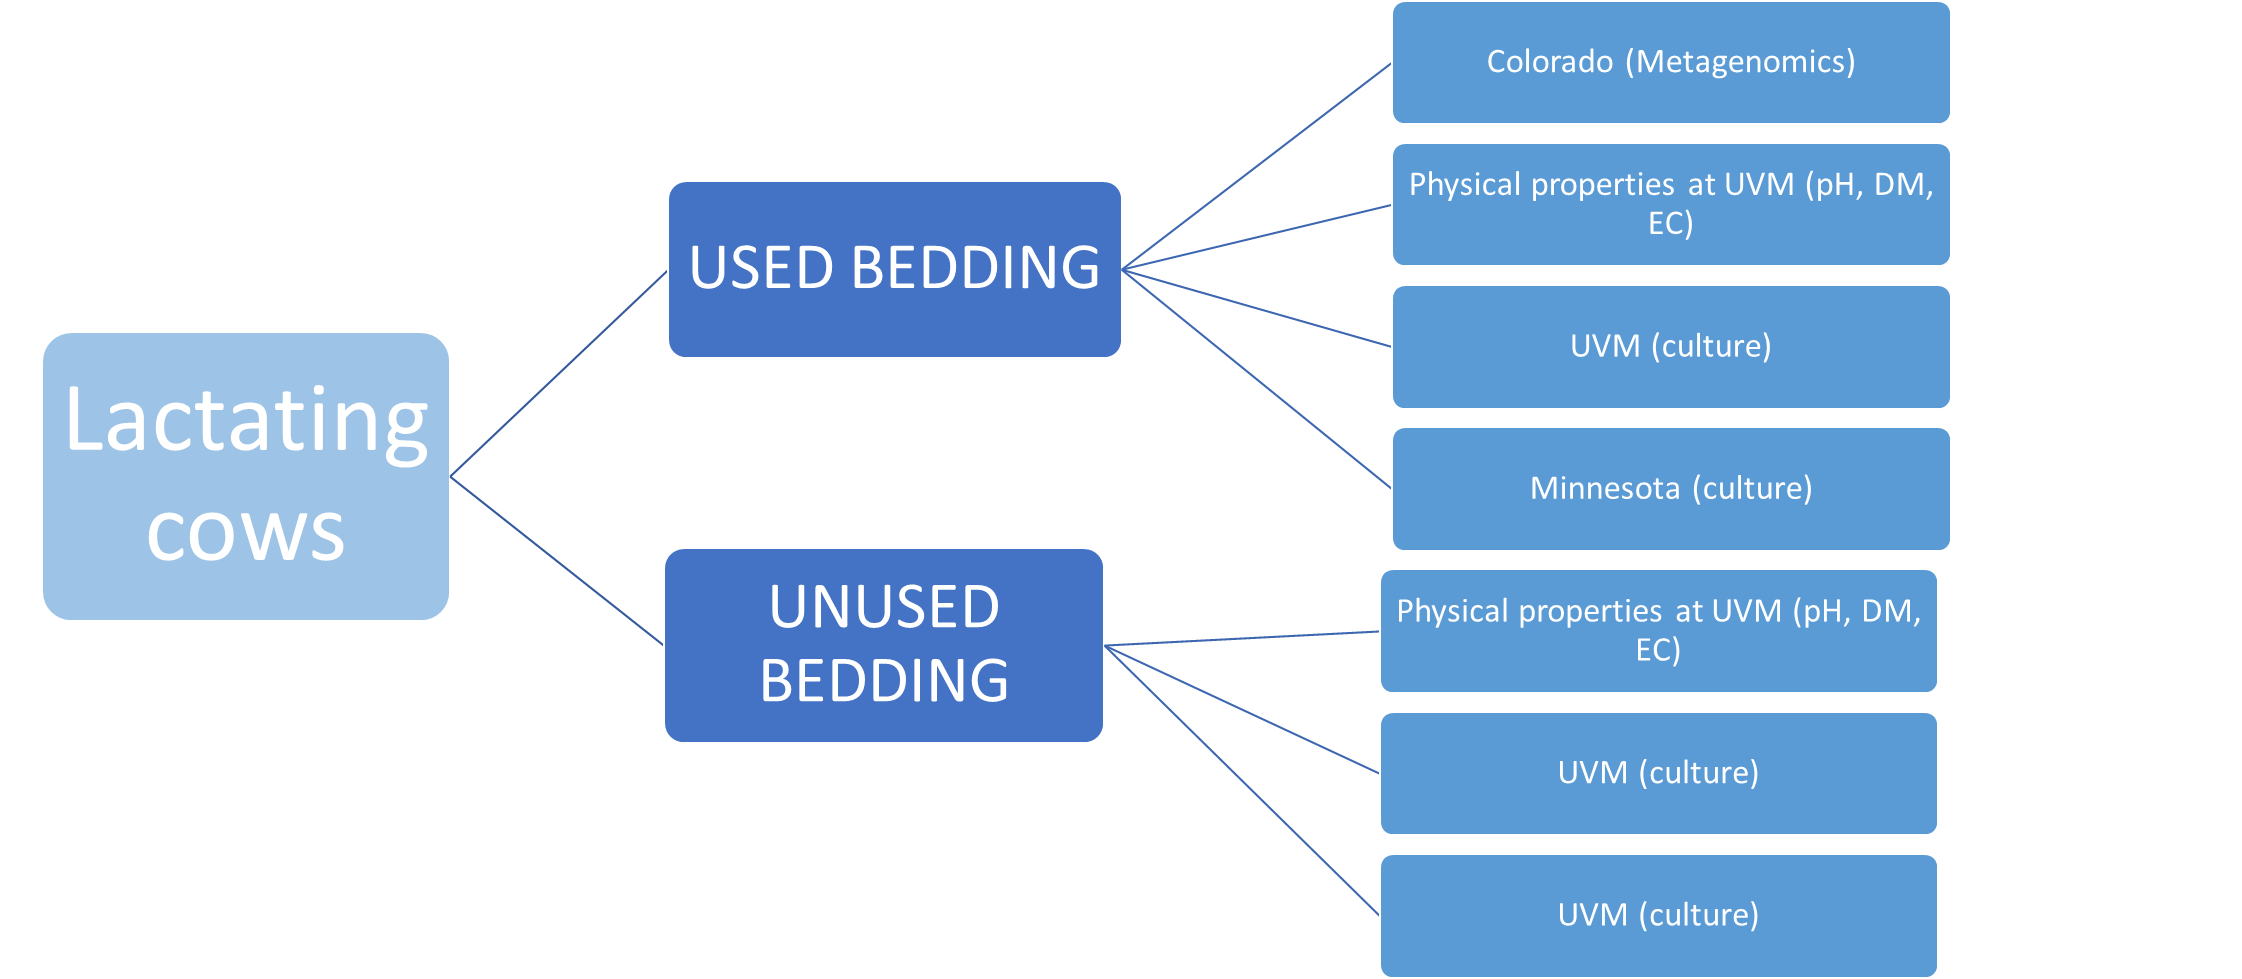 Lactating
cows
USED BEDDING
UNUSED
BEDDING
Colorado (Metagenomics)
Physical properties at UVM (pH, DM,
EC)
UVM (culture)
Minnesota (culture)
Physical properties at UVM (pH, DM,
EC)
UVM (culture)
UVM (culture)